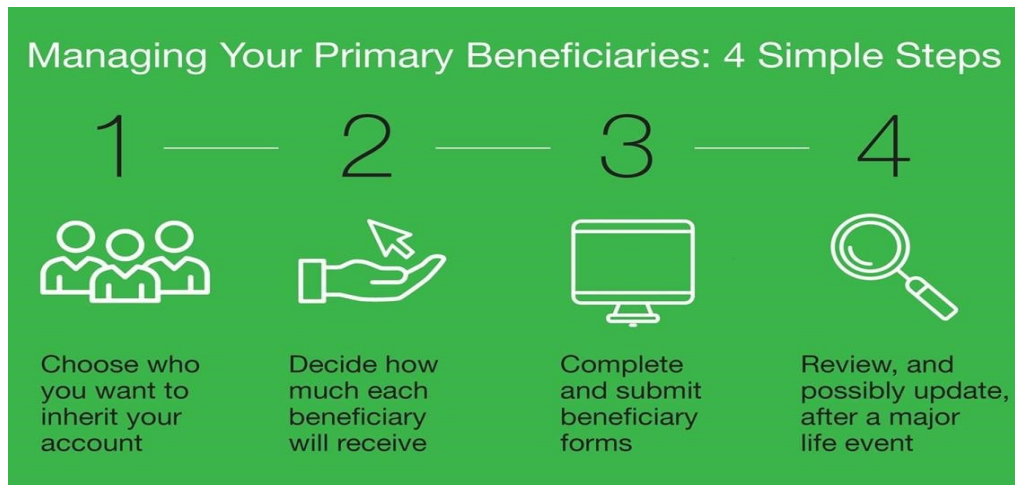 Managing Your Primary Beneficiaries: 4 Simple Steps
1
2
3
4
Choose who
you want to
inherit your
account
Decide how
much each
beneficiary
will receive
Complete
and submit
beneficiary
forms
Review, and
possibly update,
after a major
life event